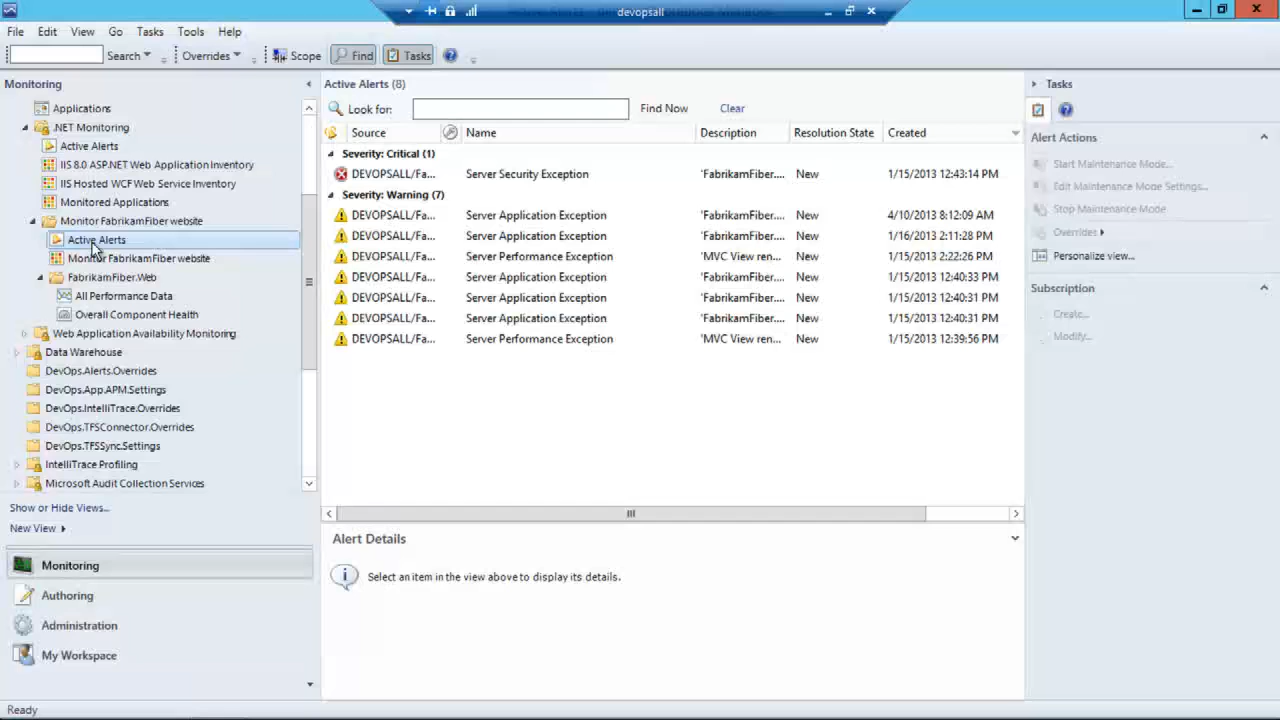 devopsall
File Edit View Go Tasks Tools Help
Search Overrides Scope Find Tasks
Monitoring
Applications
.NET Monitoring
Active Alerts
IIS 8.0 ASP.NET Web Application Inventory
IIS Hosted WCF Web Service Inventory
Monitored Applications
Monitor FabrikamFiber website
Active Alerts
Monitor FabrikamFiber website
FabrikamFiber.Web
All Performance Data
Overall Component Health
Web Application Availability Monitoring
Data Warehouse
DevOps.Alerts.Overrides
DevOps.App.APM.Settings
DevOps.IntelliTrace.Overrides
DevOps.TFSConnector.Overrides
DevOps.TFSSync.Settings
IntelliTrace Profiling
Microsoft Audit Collection Services
Show or Hide Views...
New View
Monitoring
Authoring
Administration
My Workspace
Active Alerts (8)
Look for: Find Now Clear
Source Name Description Resolution State Created
Severity: Critical (1)
DEVOPSALL/Fa... Server Security Exception 'FabrikamFiber.... New 1/15/2013 12:43:14 PM
Severity: Warning (7)
DEVOPSALL/Fa... Server Application Exception 'FabrikamFiber.... New 4/10/2013 8:12:09 AM
DEVOPSALL/Fa... Server Application Exception 'FabrikamFiber.... New 1/16/2013 2:11:28 PM
DEVOPSALL/Fa... Server Performance Exception 'MVC View ren... New 1/15/2013 2:22:26 PM
DEVOPSALL/Fa... Server Application Exception 'FabrikamFiber.... New 1/15/2013 12:40:33 PM
DEVOPSALL/Fa... Server Application Exception 'FabrikamFiber.... New 1/15/2013 12:40:31 PM
DEVOPSALL/Fa... Server Application Exception 'FabrikamFiber.... New 1/15/2013 12:40:31 PM
DEVOPSALL/Fa... Server Performance Exception 'MVC View ren... New 1/15/2013 12:39:56 PM
Alert Details
Select an item in the view above to display its details.
Tasks
Alert Actions
Start Maintenance Mode...
Edit Maintenance Mode Settings...
Stop Maintenance Mode
Overrides
Personalize view...
Subscription
Create...
Modify...
Ready